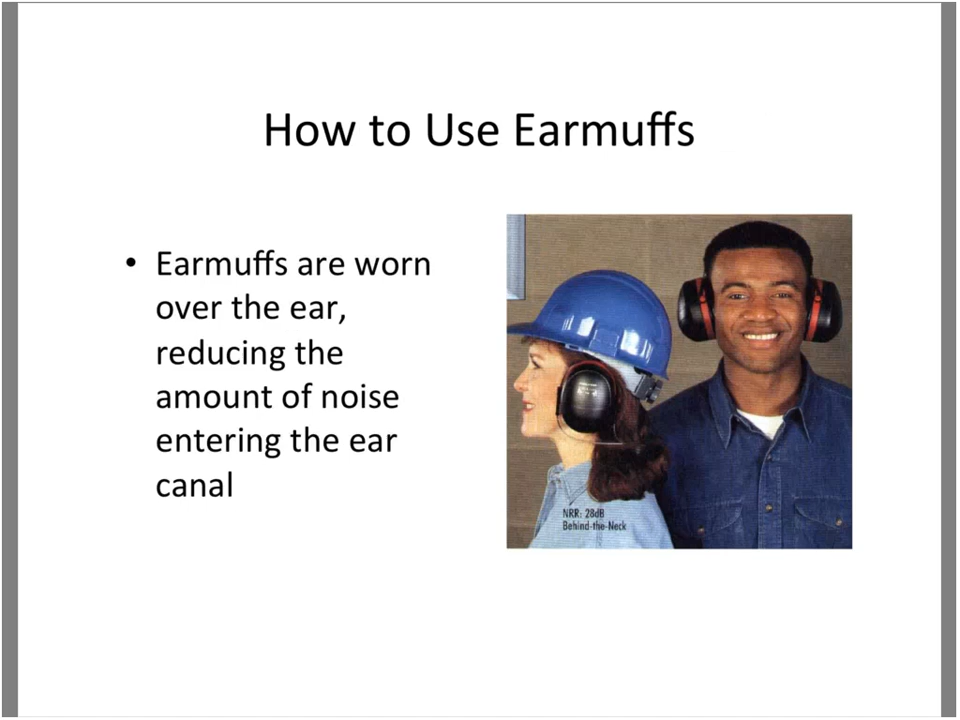 How to Use Earmuffs
• Earmuffs are worn
over the ear,
reducing the
amount of noise
entering the ear
canal
NRR: 28dB
Behind-the-Neck